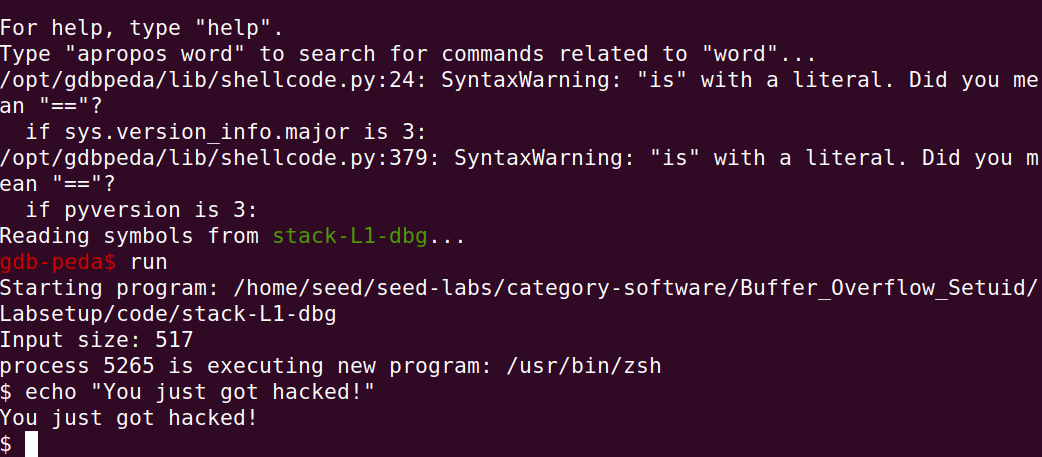 For help, type "help".
Type "apropos word" to search for commands related to "word"...
/opt/gdbpeda/lib/shellcode.py:24: SyntaxWarning: "is" with a literal. Did you me
an "=="?
  if sys.version_info.major is 3:
/opt/gdbpeda/lib/shellcode.py:379: SyntaxWarning: "is" with a literal. Did you m
ean "=="?
  if pyversion is 3:
Reading symbols from stack-L1-dbg...
gdb-peda$ run
Starting program: /home/seed/seed-labs/category-software/Buffer_Overflow_Setuid/
Labsetup/code/stack-L1-dbg
Input size: 517
process 5265 is executing new program: /usr/bin/zsh
$ echo "You just got hacked!"
You just got hacked!
$